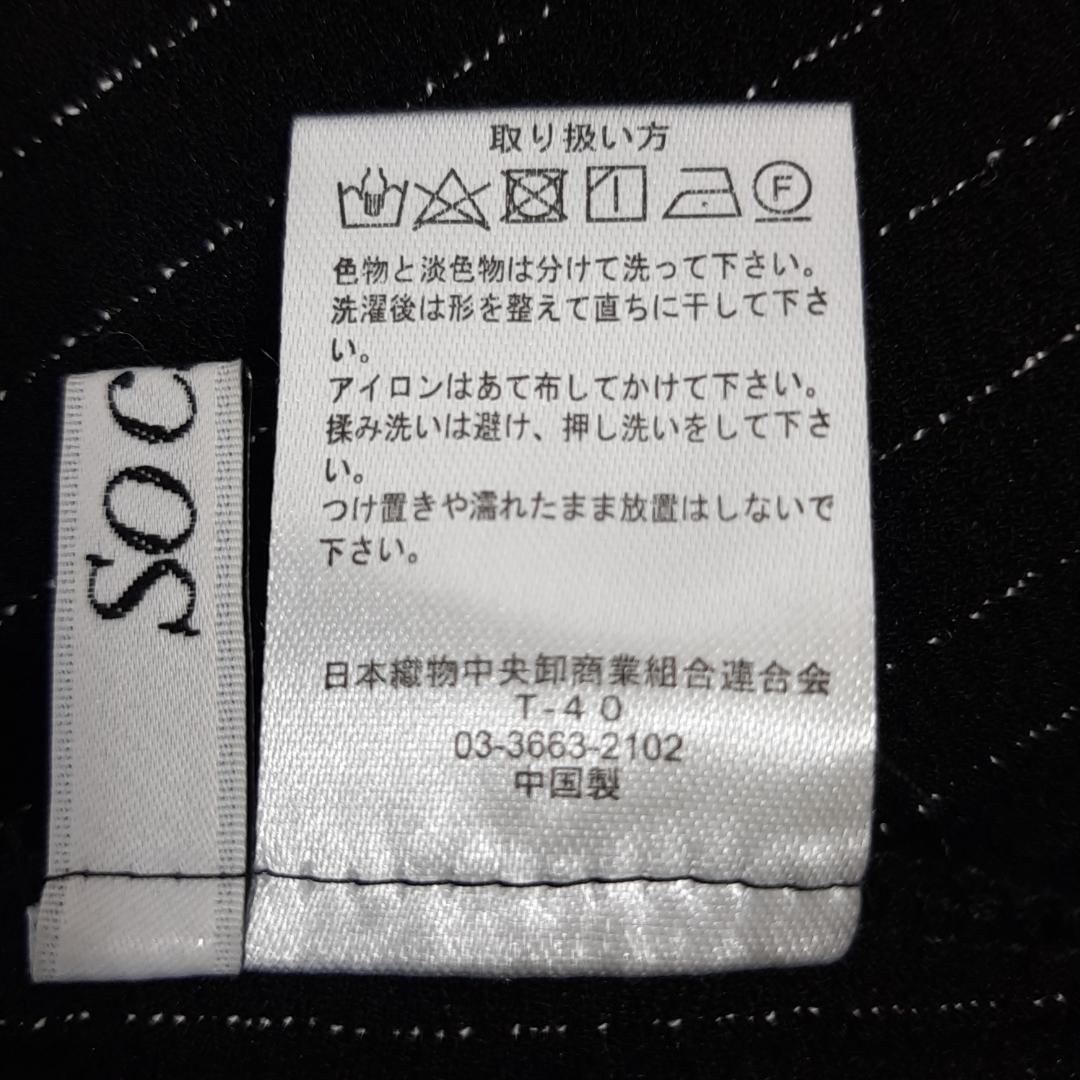 取り扱い方
F
色物と淡色物は分けて洗って下さい。
洗濯後は形を整えて直ちに干して下さ
い。
アイロンはあて布してかけて下さい。
揉み洗いは避け、押し洗いをして下さ
い。
つけ置きや濡れたまま放置はしないで
下さい。
日本織物中央卸商業組合連合会
T-40
03-3663-2102
中国製
SOC